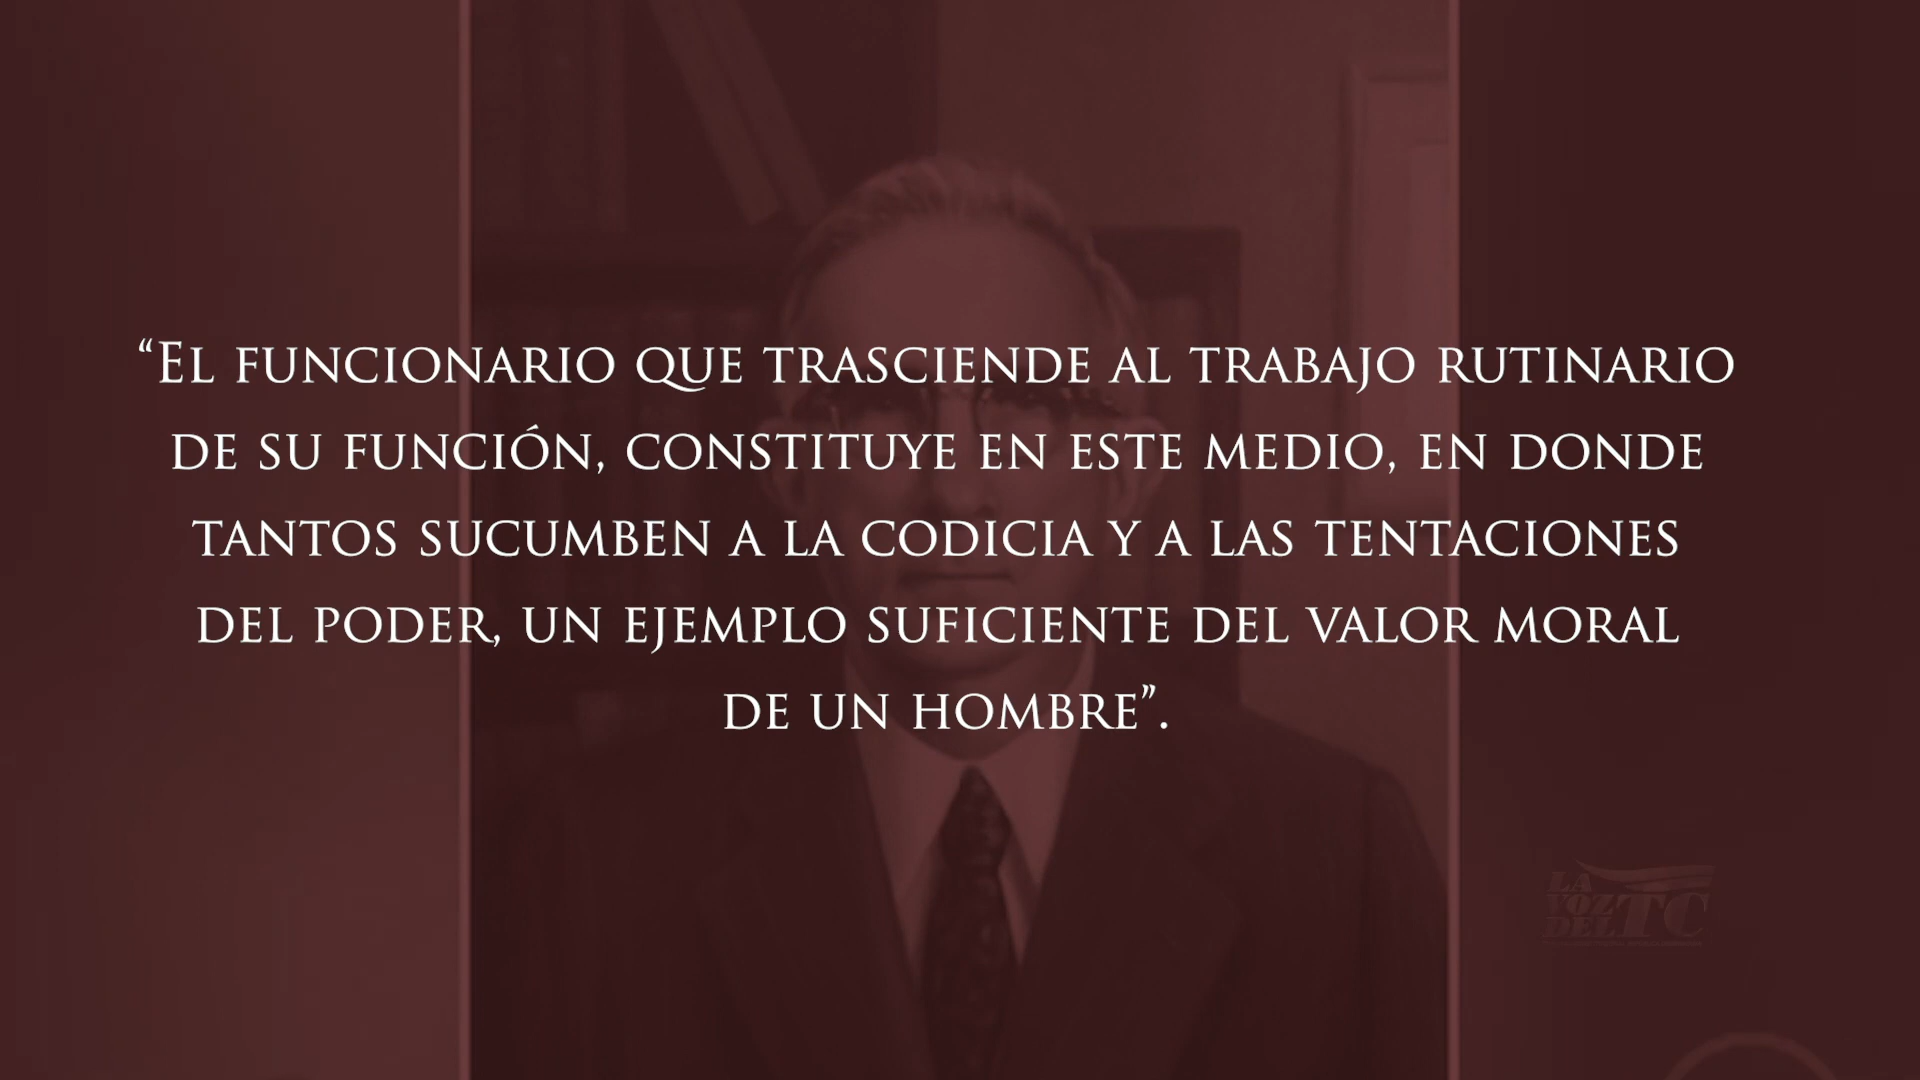 “El funcionario que trasciende al trabajo rutinario
de su función, constituye en este medio, en donde
tantos sucumben a la codicia y a las tentaciones
del poder, un ejemplo suficiente del valor moral
de un hombre”.
LA
VOZ
DEL TC